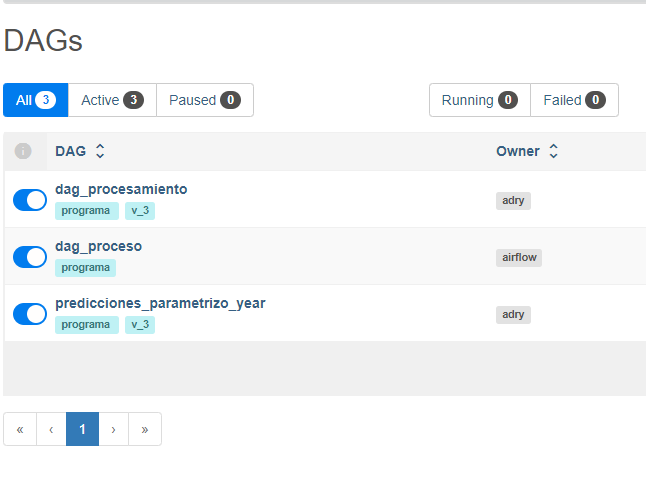 DAGs
All 3 Active 3 Paused 0 Running 0 Failed 0
i DAG Owner
dag_procesamiento
programa v_3 adry
dag_proceso
programa airflow
predicciones_parametrizo_year
programa v_3 adry
« ‹ 1 › »